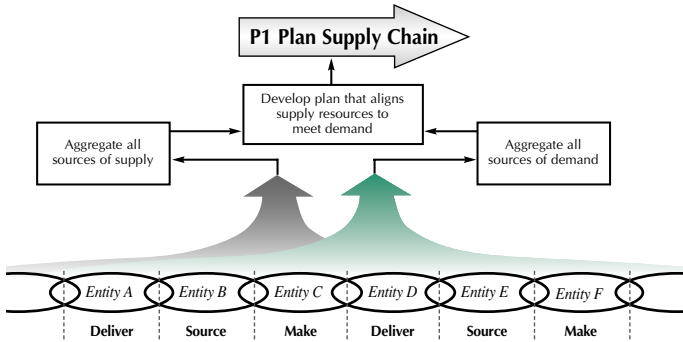 P1 Plan Supply Chain
Develop plan that aligns
supply resources to
meet demand
Aggregate all
sources of supply
Aggregate all
sources of demand
Entity A Entity B Entity C Entity D Entity E Entity F
Deliver Source Make Deliver Source Make